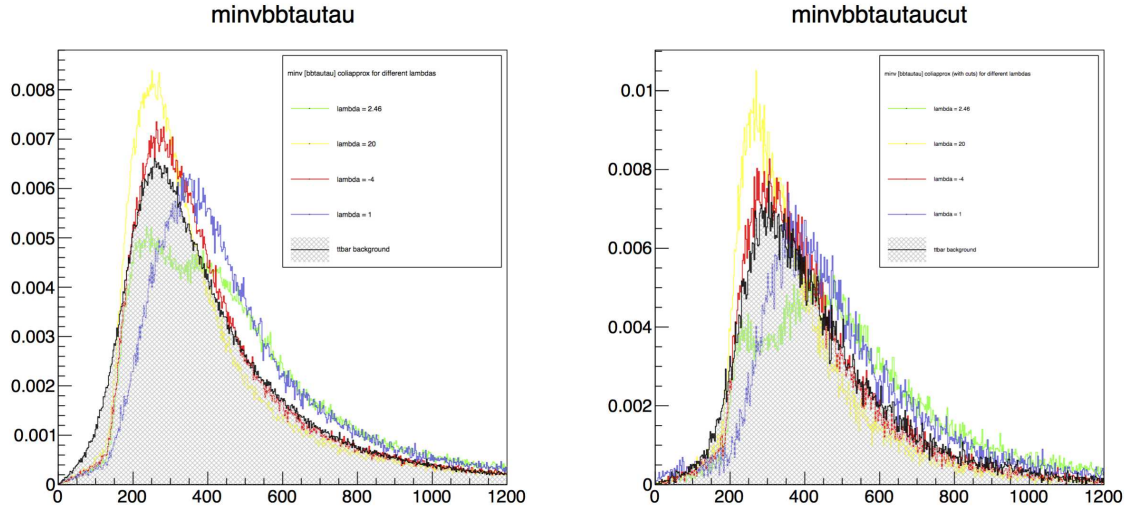 minvbbtautau
minv [bbtautau] coliapprox for different lambdas
lambda = 2.46
lambda = 20
lambda = -4
lambda = 1
ttbar background
0.008
0.007
0.006
0.005
0.004
0.003
0.002
0.001
0
0 200 400 600 800 1000 1200
minvbbtautaucut
minv [bbtautau] coliapprox (with cuts) for different lambdas
lambda = 2.46
lambda = 20
lambda = -4
lambda = 1
ttbar background
0.01
0.008
0.006
0.004
0.002
0
0 200 400 600 800 1000 1200